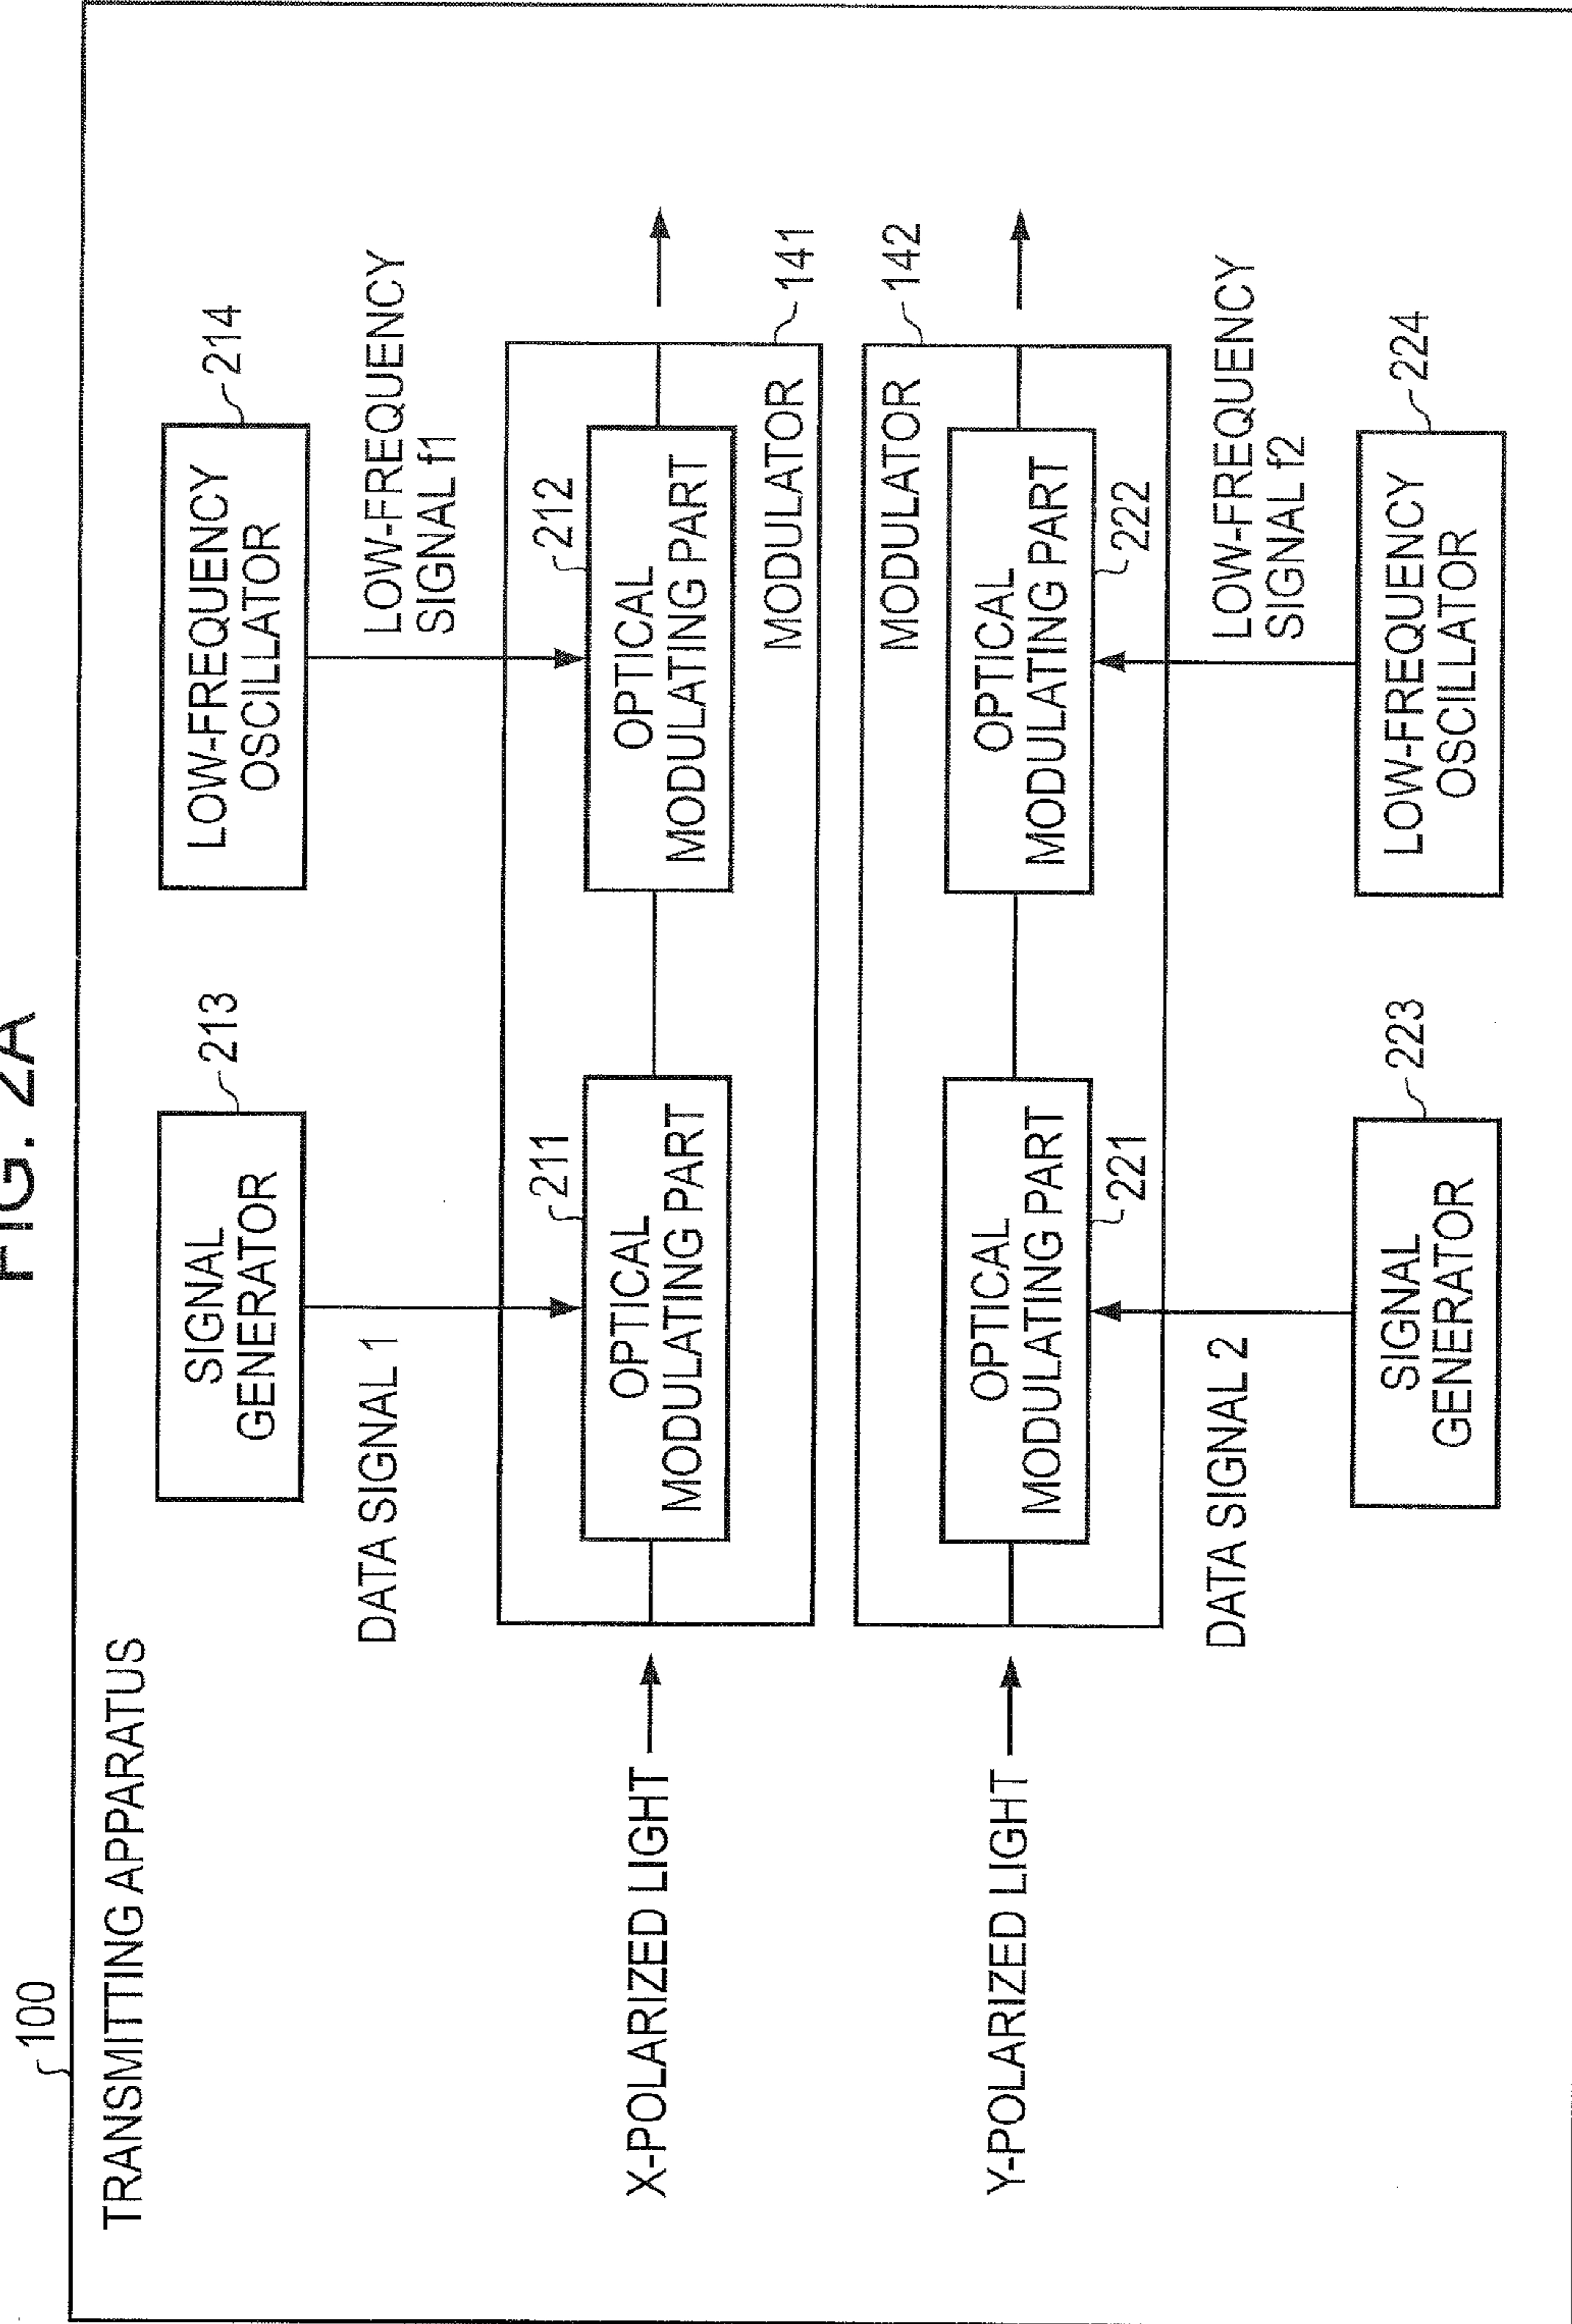 FIG. 2A
100
TRANSMITTING APPARATUS
213
SIGNAL
GENERATOR
214
LOW-FREQUENCY
OSCILLATOR
DATA SIGNAL 1
LOW-FREQUENCY
SIGNAL f1
211
OPTICAL
MODULATING PART
212
OPTICAL
MODULATING PART
141
MODULATOR
X-POLARIZED LIGHT
142
MODULATOR
Y-POLARIZED LIGHT
OPTICAL
MODULATING PART
221
OPTICAL
MODULATING PART
222
DATA SIGNAL 2
LOW-FREQUENCY
SIGNAL f2
223
SIGNAL
GENERATOR
224
LOW-FREQUENCY
OSCILLATOR